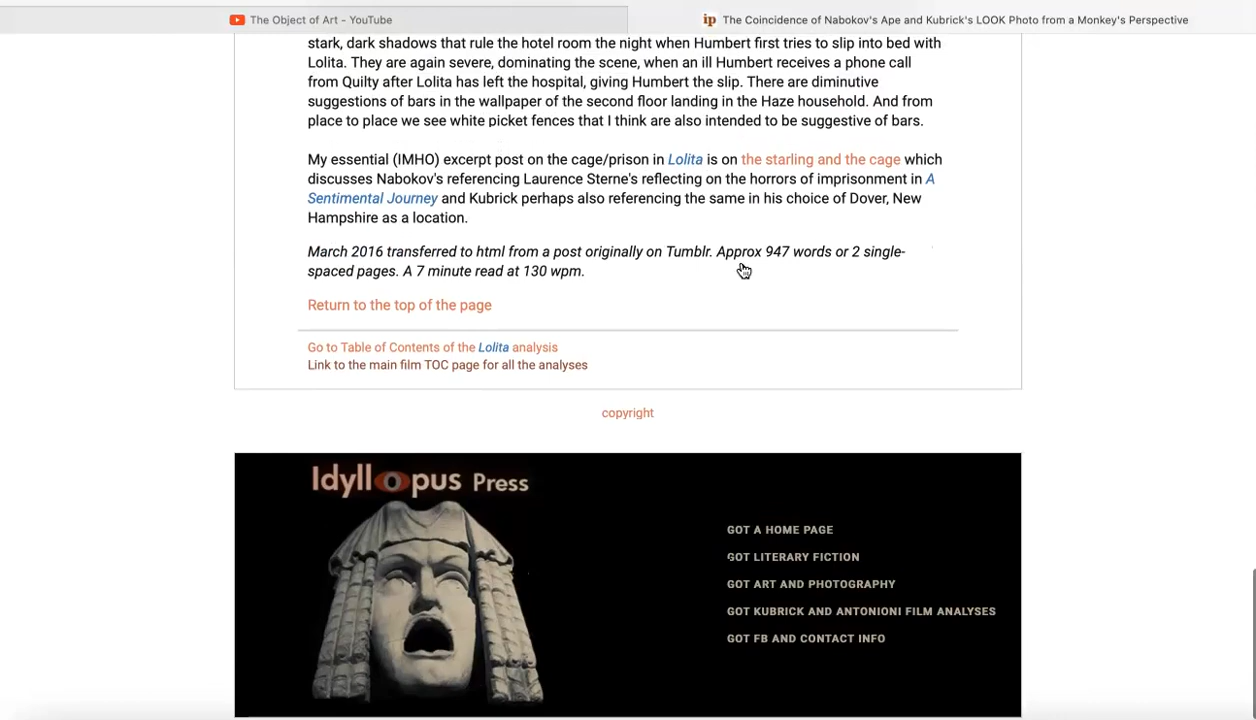 The Object of Art - YouTube
ip The Coincidence of Nabokov's Ape and Kubrick's LOOK Photo from a Monkey's Perspective
stark, dark shadows that rule the hotel room the night when Humbert first tries to slip into bed with
Lolita. They are again severe, dominating the scene, when an ill Humbert receives a phone call
from Quilty after Lolita has left the hospital, giving Humbert the slip. There are diminutive
suggestions of bars in the wallpaper of the second floor landing in the Haze household. And from
place to place we see white picket fences that I think are also intended to be suggestive of bars.
My essential (IMHO) excerpt post on the cage/prison in Lolita is on the starling and the cage which
discusses Nabokov's referencing Laurence Sterne's reflecting on the horrors of imprisonment in A
Sentimental Journey and Kubrick perhaps also referencing the same in his choice of Dover, New
Hampshire as a location.
March 2016 transferred to html from a post originally on Tumblr. Approx 947 words or 2 single-
spaced pages. A 7 minute read at 130 wpm.
Return to the top of the page
Go to Table of Contents of the Lolita analysis
Link to the main film TOC page for all the analyses
copyright
Idyllopus Press
GOT A HOME PAGE
GOT LITERARY FICTION
GOT ART AND PHOTOGRAPHY
GOT KUBRICK AND ANTONIONI FILM ANALYSES
GOT FB AND CONTACT INFO